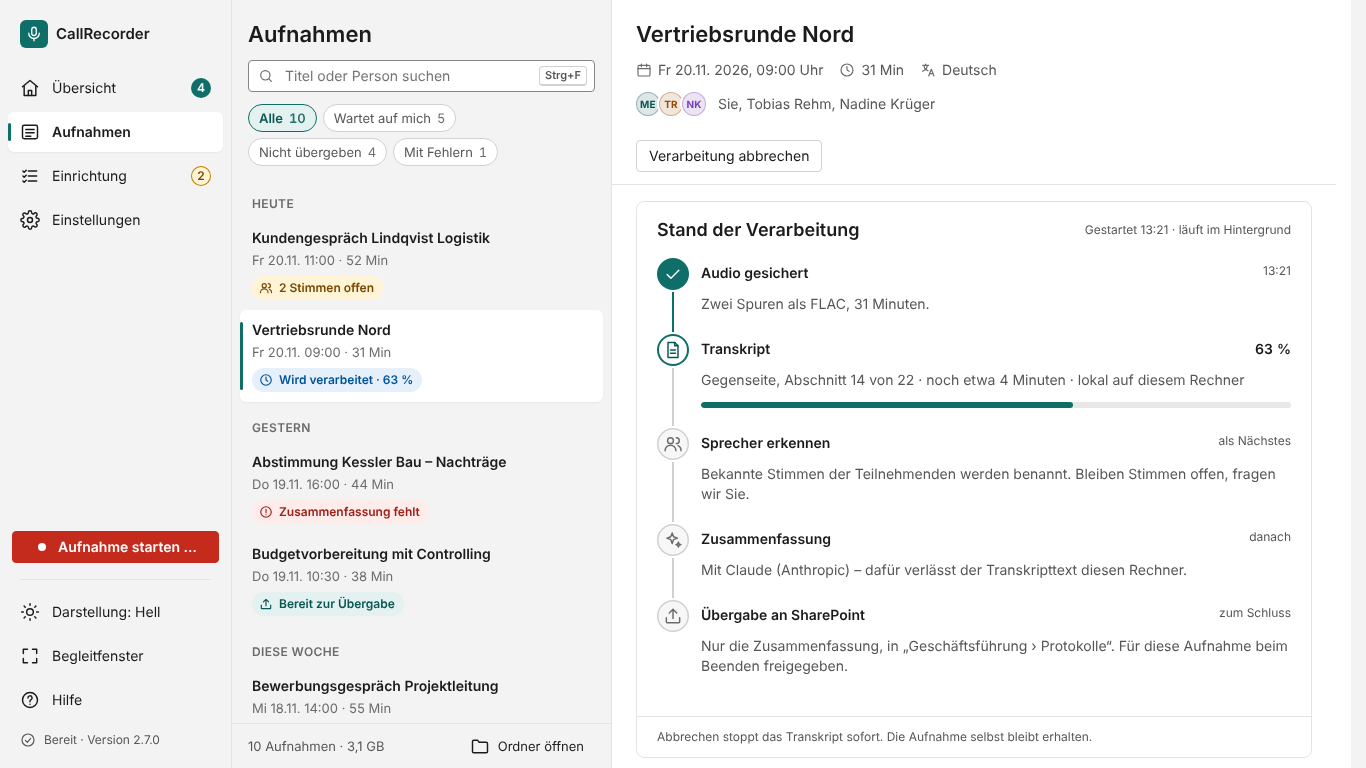 CallRecorder
Übersicht 4
Aufnahmen
Einrichtung 2
Einstellungen
Aufnahme starten ...
Darstellung: Hell
Begleitfenster
Hilfe
Bereit · Version 2.7.0
Aufnahmen
Titel oder Person suchen Strg+F
Alle 10 Wartet auf mich 5
Nicht übergeben 4 Mit Fehlern 1
HEUTE
Kundengespräch Lindqvist Logistik
Fr 20.11. 11:00 · 52 Min
2 Stimmen offen
Vertriebsrunde Nord
Fr 20.11. 09:00 · 31 Min
Wird verarbeitet · 63 %
GESTERN
Abstimmung Kessler Bau – Nachträge
Do 19.11. 16:00 · 44 Min
Zusammenfassung fehlt
Budgetvorbereitung mit Controlling
Do 19.11. 10:30 · 38 Min
Bereit zur Übergabe
DIESE WOCHE
Bewerbungsgespräch Projektleitung
Mi 18.11. 14:00 · 55 Min
10 Aufnahmen · 3,1 GB Ordner öffnen
Vertriebsrunde Nord
Fr 20.11. 2026, 09:00 Uhr 31 Min Deutsch
ME TR NK Sie, Tobias Rehm, Nadine Krüger
Verarbeitung abbrechen
Stand der Verarbeitung Gestartet 13:21 · läuft im Hintergrund
Audio gesichert 13:21
Zwei Spuren als FLAC, 31 Minuten.
Transkript 63 %
Gegenseite, Abschnitt 14 von 22 · noch etwa 4 Minuten · lokal auf diesem Rechner
Sprecher erkennen als Nächstes
Bekannte Stimmen der Teilnehmenden werden benannt. Bleiben Stimmen offen, fragen
wir Sie.
Zusammenfassung danach
Mit Claude (Anthropic) – dafür verlässt der Transkripttext diesen Rechner.
Übergabe an SharePoint zum Schluss
Nur die Zusammenfassung, in „Geschäftsführung › Protokolle“. Für diese Aufnahme beim
Beenden freigegeben.
Abbrechen stoppt das Transkript sofort. Die Aufnahme selbst bleibt erhalten.